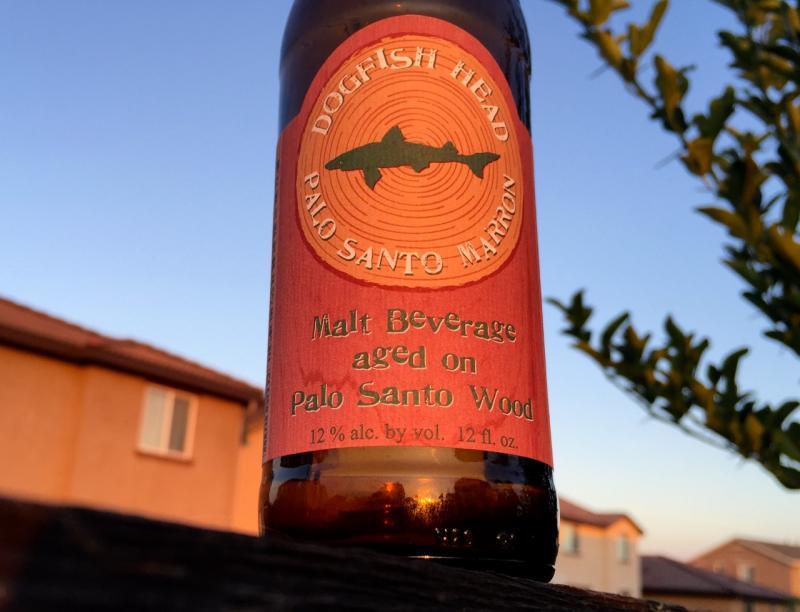 DOGFISH HEAD
PALO SANTO MARRON
Malt Beverage
aged on
Palo Santo Wood
12 % alc. by vol. 12 fl. oz.